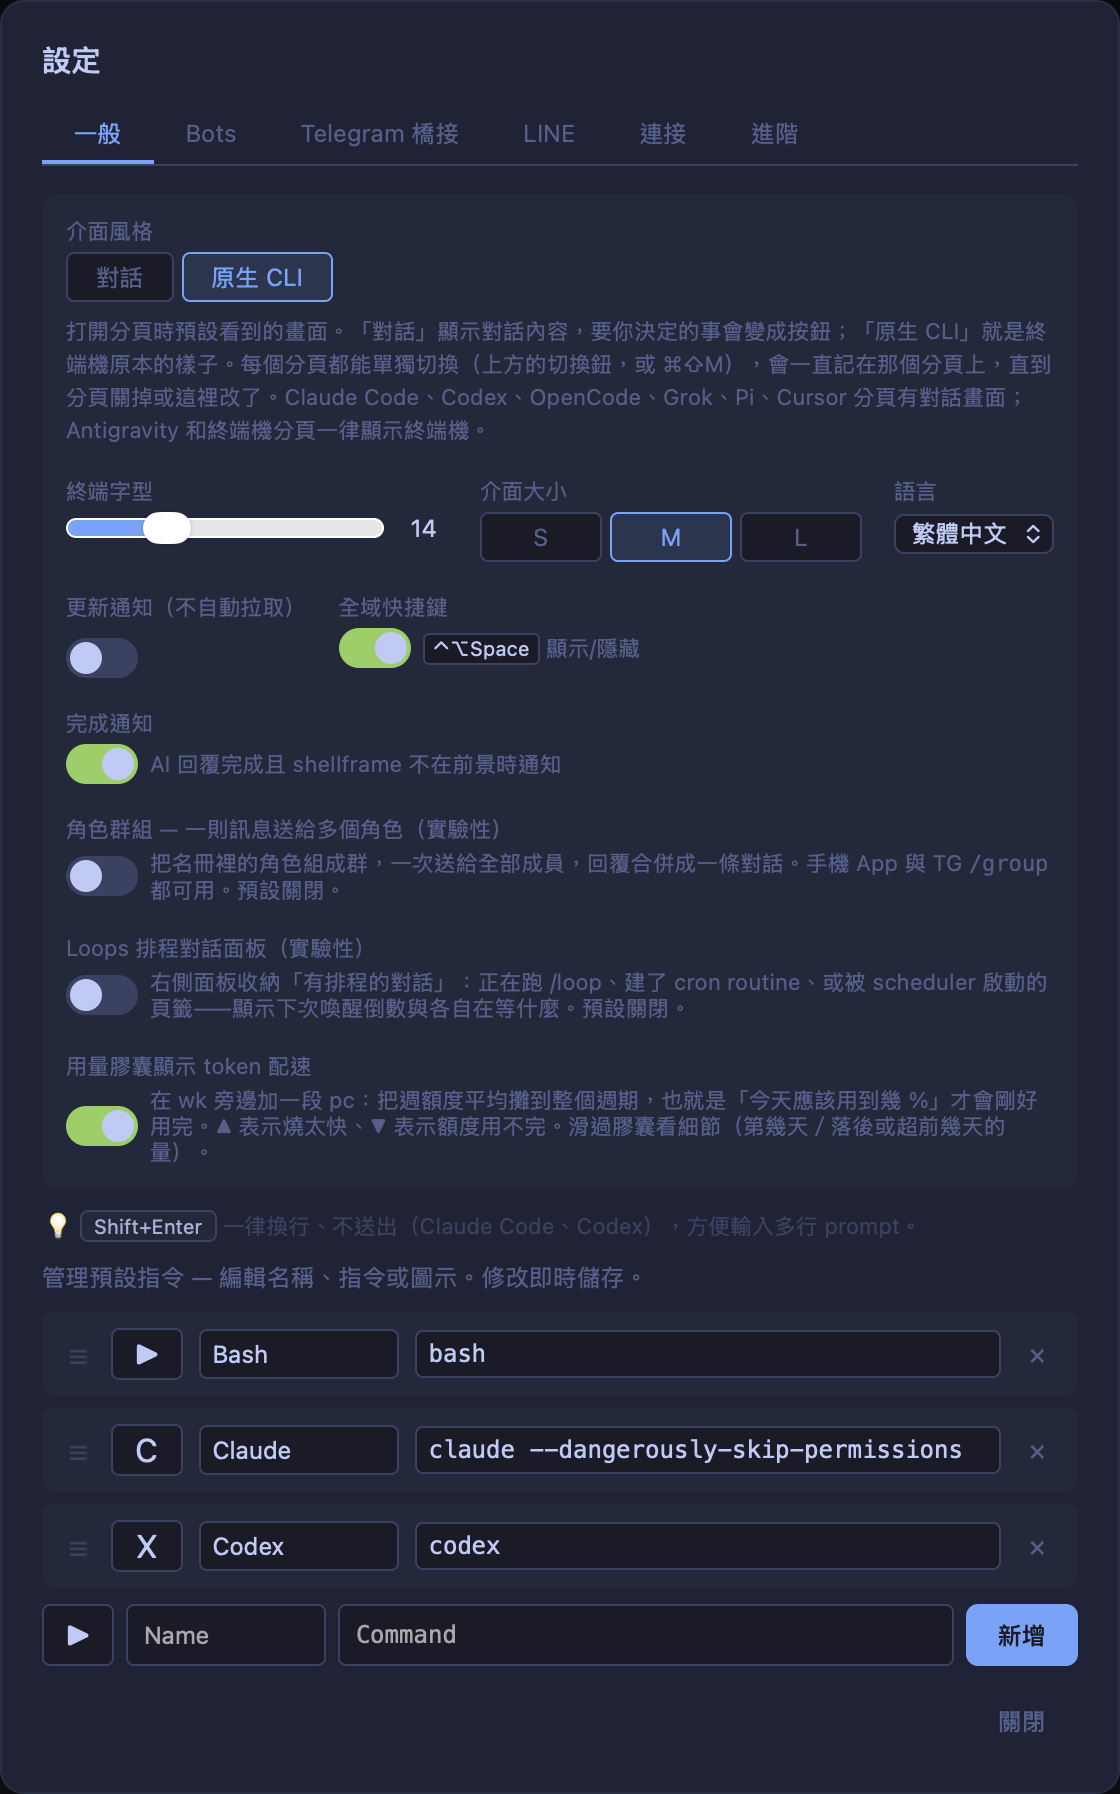 設定
一般 Bots Telegram 橋接 LINE 連接 進階
介面風格
對話 原生 CLI
打開分頁時預設看到的畫面。「對話」顯示對話內容，要你決定的事會變成按鈕；「原生 CLI」就是終
端機原本的樣子。每個分頁都能單獨切換（上方的切換鈕，或 ⌘⇧M），會一直記在那個分頁上，直到
分頁關掉或這裡改了。Claude Code、Codex、OpenCode、Grok、Pi、Cursor 分頁有對話畫面；
Antigravity 和終端機分頁一律顯示終端機。
終端字型 介面大小 語言
14 S M L 繁體中文
更新通知（不自動拉取） 全域快捷鍵
^⌥Space 顯示/隱藏
完成通知
AI 回覆完成且 shellframe 不在前景時通知
角色群組 — 一則訊息送給多個角色（實驗性）
把名冊裡的角色組成群，一次送給全部成員，回覆合併成一條對話。手機 App 與 TG /group
都可用。預設關閉。
Loops 排程對話面板（實驗性）
右側面板收納「有排程的對話」：正在跑 /loop、建了 cron routine、或被 scheduler 啟動的
頁籤——顯示下次喚醒倒數與各自在等什麼。預設關閉。
用量膠囊顯示 token 配速
在 wk 旁邊加一段 pc：把週額度平均攤到整個週期，也就是「今天應該用到幾 %」才會剛好
用完。▲ 表示燒太快、▼ 表示額度用不完。滑過膠囊看細節（第幾天 / 落後或超前幾天的
量）。
💡 Shift+Enter 一律換行、不送出（Claude Code、Codex），方便輸入多行 prompt。
管理預設指令 — 編輯名稱、指令或圖示。修改即時儲存。
≡ ▶ Bash bash ×
≡ C Claude claude --dangerously-skip-permissions ×
≡ X Codex codex ×
▶ Name Command 新增
關閉